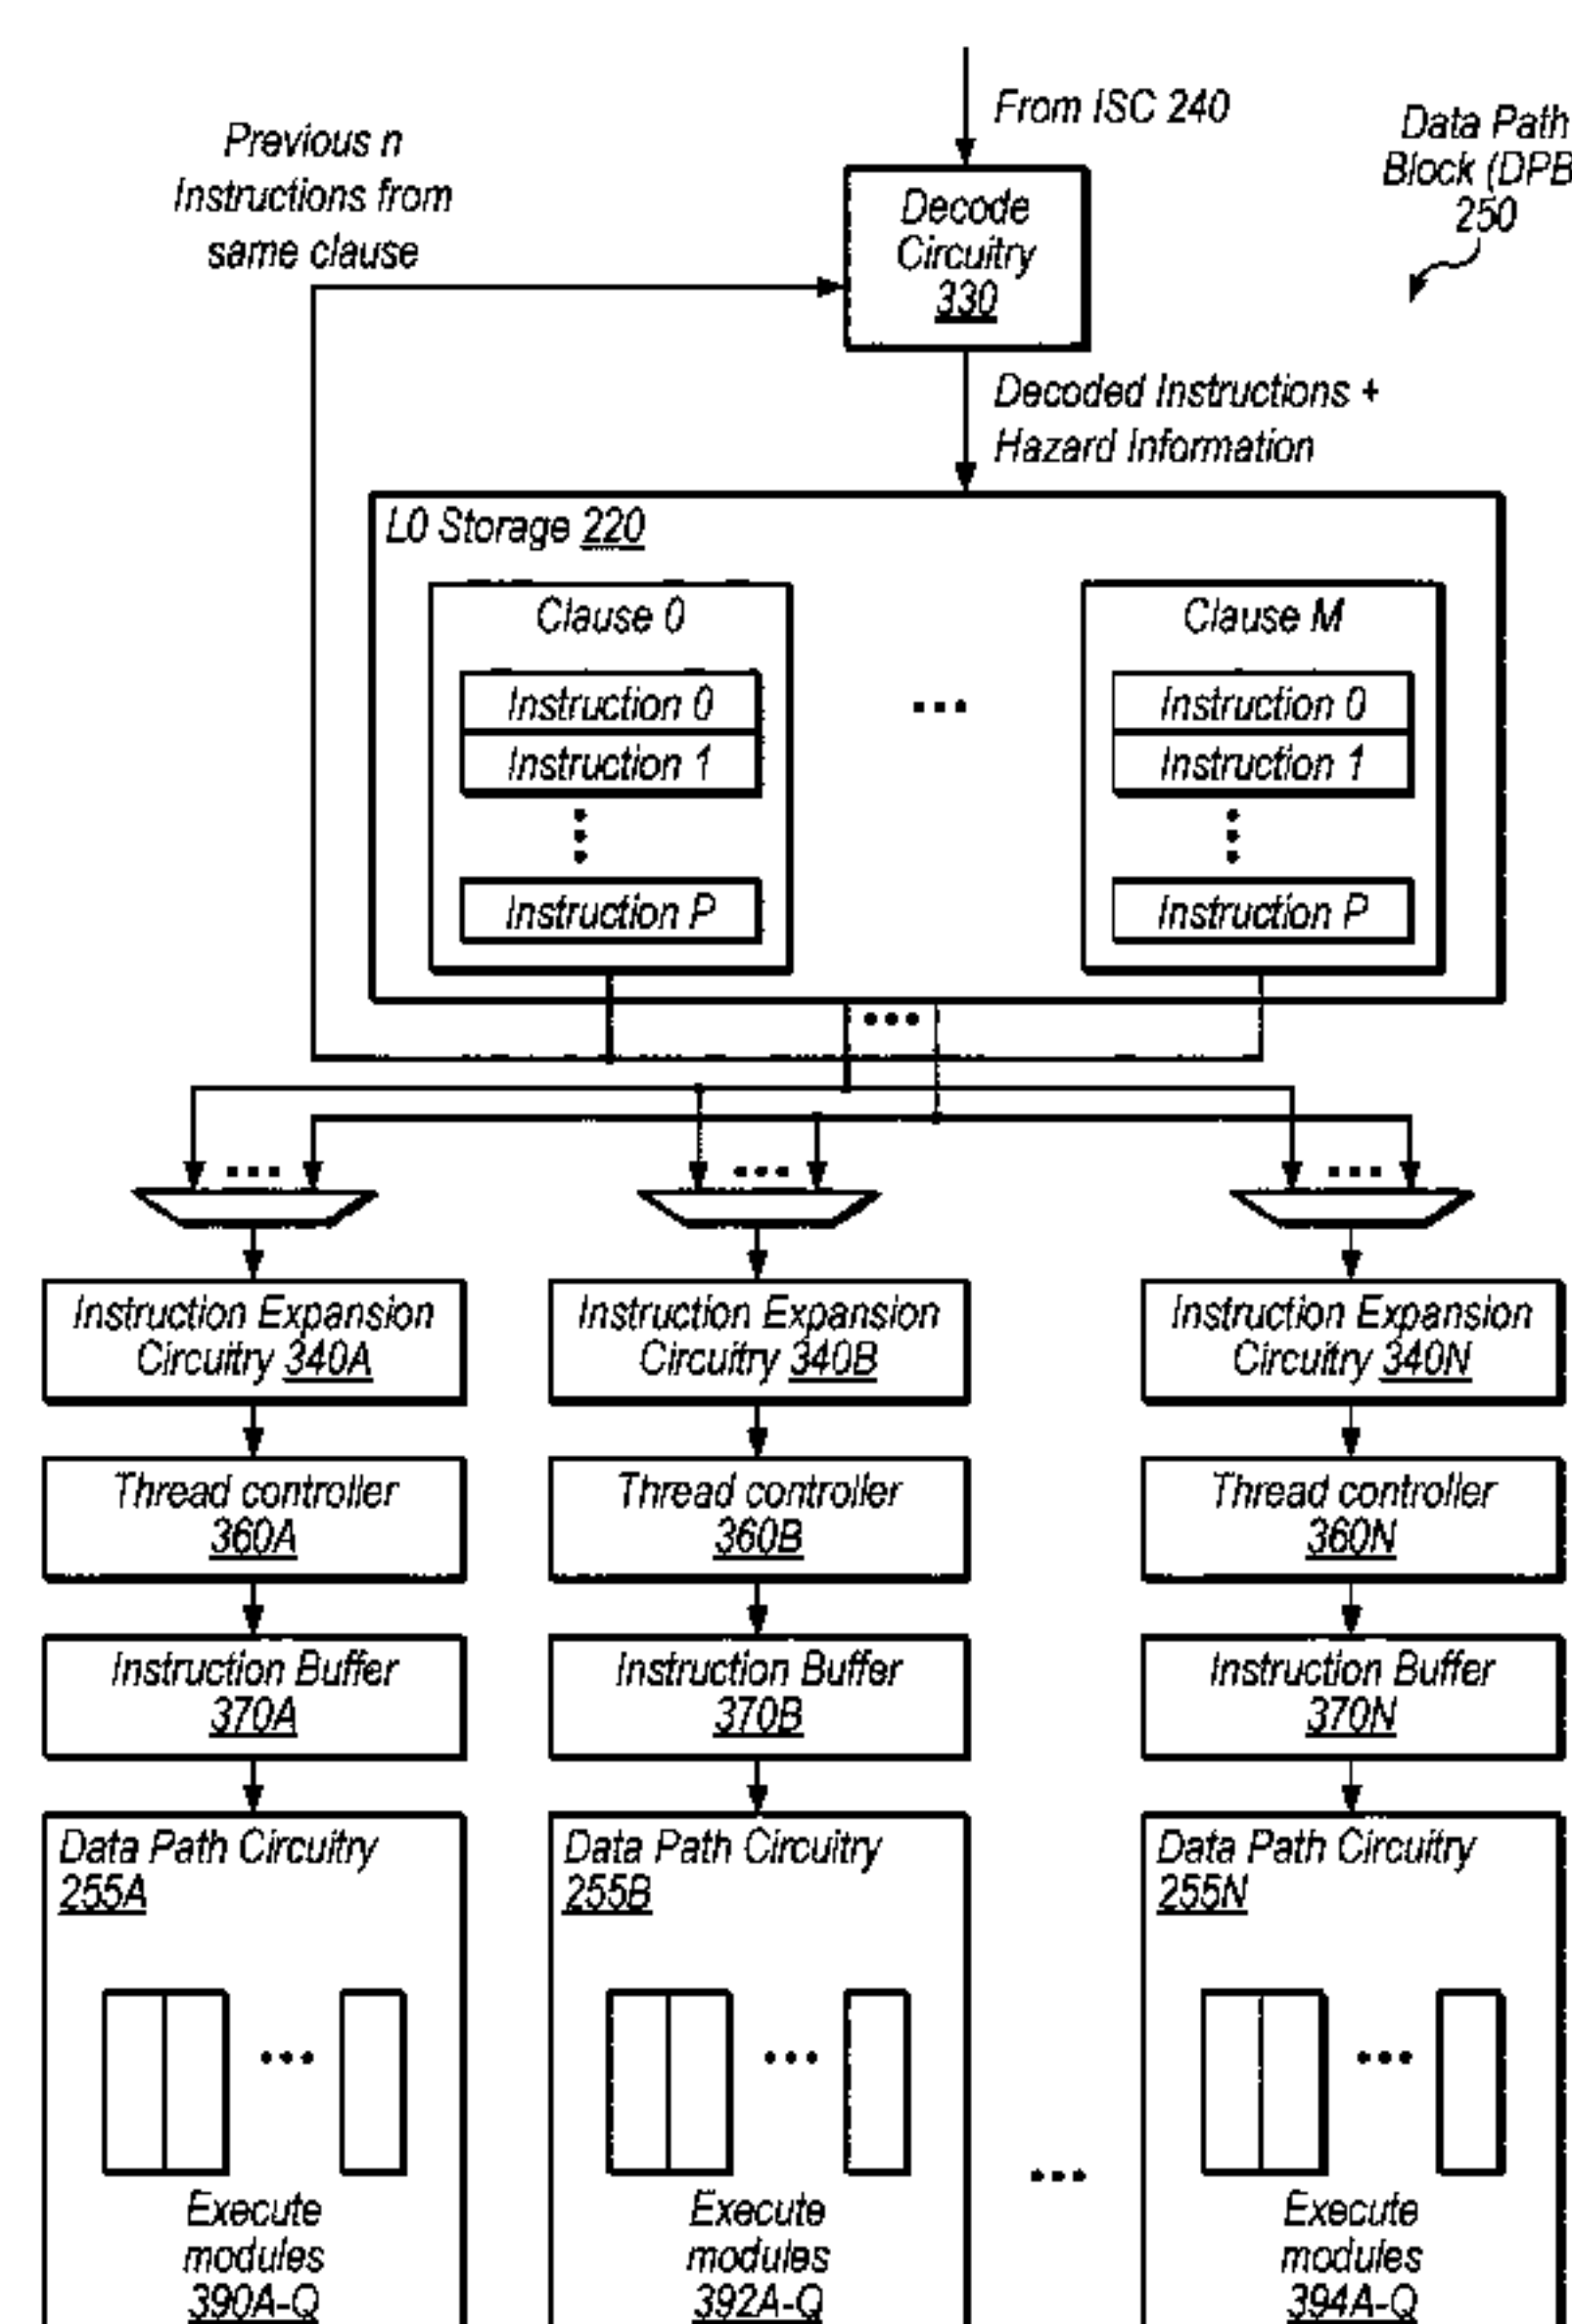 From ISC 240
Data Path
Block (DPB
250
Previous n
Instructions from
same clause
Decode
Circuitry
330
Decoded Instructions +
Hazard Information
L0 Storage 220
Clause 0
Instruction 0
Instruction 1
Instruction P
...
Clause M
Instruction 0
Instruction 1
Instruction P
...
... ... ...
Instruction Expansion
Circuitry 340A
Instruction Expansion
Circuitry 340B
Instruction Expansion
Circuitry 340N
Thread controller
360A
Thread controller
360B
Thread controller
360N
Instruction Buffer
370A
Instruction Buffer
370B
Instruction Buffer
370N
Data Path Circuitry
255A
...
Execute
modules
390A-Q
Data Path Circuitry
255B
...
Execute
modules
392A-Q
...
Data Path Circuitry
255N
...
Execute
modules
394A-Q